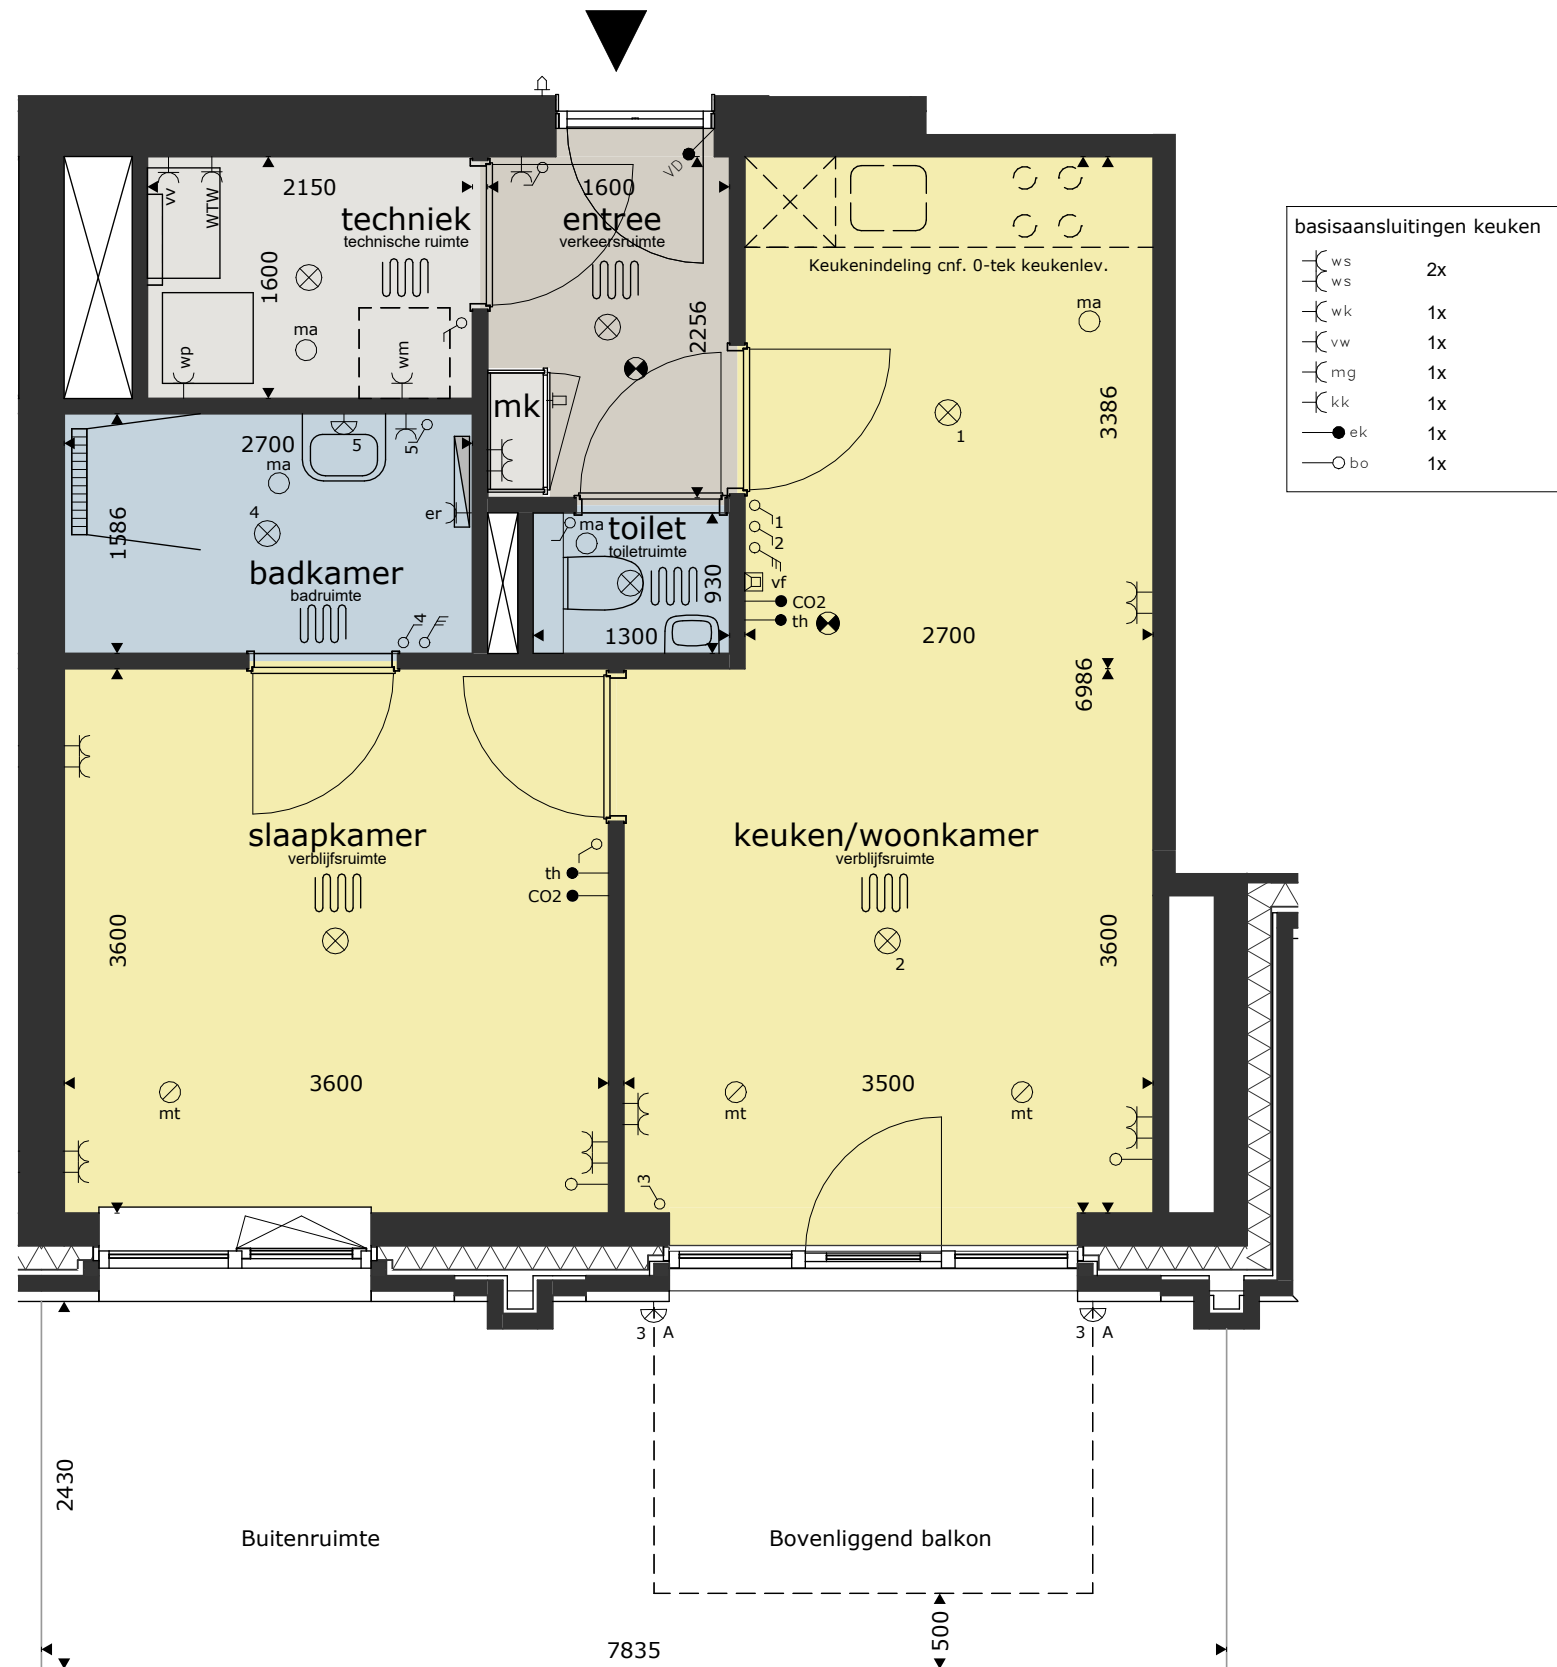 VD
2150
1600
vv
WTW
techniek
technische ruimte
entree
verkeersruimte
basisaansluitingen keuken
ws
ws
2x
wk
1x
vw
1x
mg
1x
kk
1x
ek
1x
bo
1x
Keukenindeling cnf. 0-tek keukenlev.
1600
2256
ma
ma
wp
wm
mk
3386
1
2700
5
5
ma
er
4
1586
badkamer
badruimte
4
ma
toilet
toiletruimte
930
1300
1
2
vf
CO2
th
2700
6986
slaapkamer
verblijfsruimte
keuken/woonkamer
verblijfsruimte
th
CO2
3600
3600
2
3600
3500
mt
mt
mt
3
3 A
3 A
2430
Buitenruimte
Bovenliggend balkon
500
7835